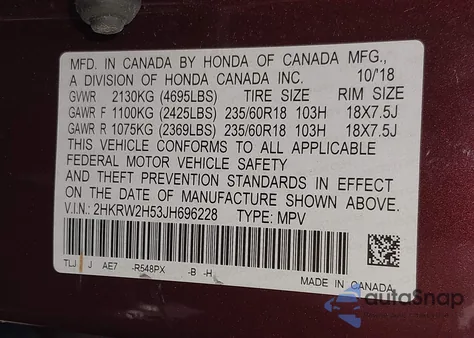 MFD. IN CANADA BY HONDA OF CANADA MFG.,
A DIVISION OF HONDA CANADA INC. 10/'18
GVWR 2130KG (4695LBS) TIRE SIZE RIM SIZE
GAWR F 1100KG (2425LBS) 235/60R18 103H 18X7.5J
GAWR R 1075KG (2369LBS) 235/60R18 103H 18X7.5J
THIS VEHICLE CONFORMS TO ALL APPLICABLE
FEDERAL MOTOR VEHICLE SAFETY
AND THEFT PREVENTION STANDARDS IN EFFECT
ON THE DATE OF MANUFACTURE SHOWN ABOVE.
V.I.N.: 2HKRW2H53JH696228 TYPE: MPV
TLJ J AE7 -R548PX -B -H
MADE IN CANADA
autoSnap